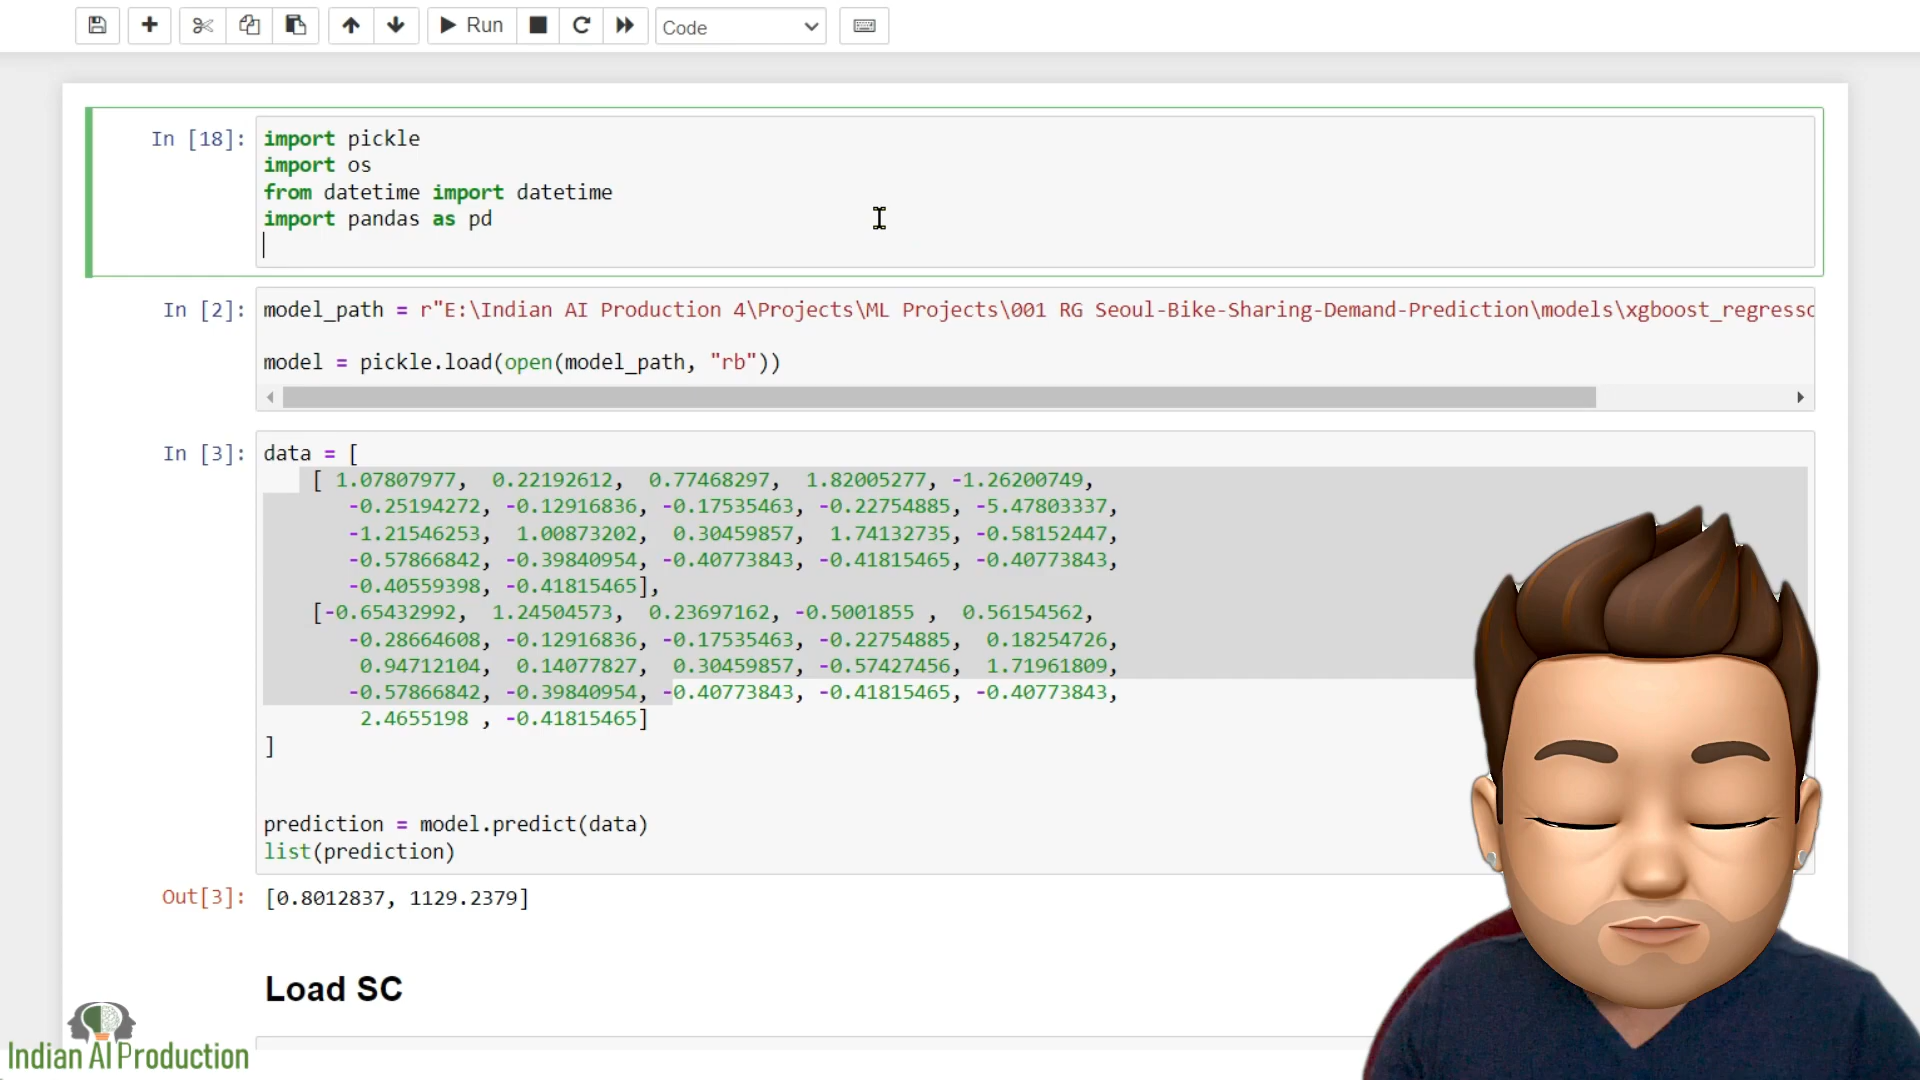 Run
Code
In [18]:
import pickle
import os
from datetime import datetime
import pandas as pd
In [2]:
model_path = r"E:\Indian AI Production 4\Projects\ML Projects\001 RG Seoul-Bike-Sharing-Demand-Prediction\models\xgboost_regresso
model = pickle.load(open(model_path, "rb"))
In [3]:
data = [
[ 1.07807977, 0.22192612, 0.77468297, 1.82005277, -1.26200749,
-0.25194272, -0.12916836, -0.17535463, -0.22754885, -5.47803337,
-1.21546253, 1.00873202, 0.30459857, 1.74132735, -0.58152447,
-0.57866842, -0.39840954, -0.40773843, -0.41815465, -0.40773843,
-0.40559398, -0.41815465],
[-0.65432992, 1.24504573, 0.23697162, -0.5001855 , 0.56154562,
-0.28664608, -0.12916836, -0.17535463, -0.22754885, 0.18254726,
0.94712104, 0.14077827, 0.30459857, -0.57427456, 1.71961809,
-0.57866842, -0.39840954, -0.40773843, -0.41815465, -0.40773843,
2.4655198 , -0.41815465]
]
prediction = model.predict(data)
list(prediction)
Out[3]: [0.8012837, 1129.2379]
Load SC
Indian AI Production